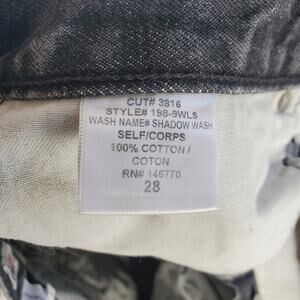 CUT# 3816
STYLE# 198-9WLS
WASH NAME# SHADOW WASH
SELF/CORPS
100% COTTON /
COTON
RN# 146770
28